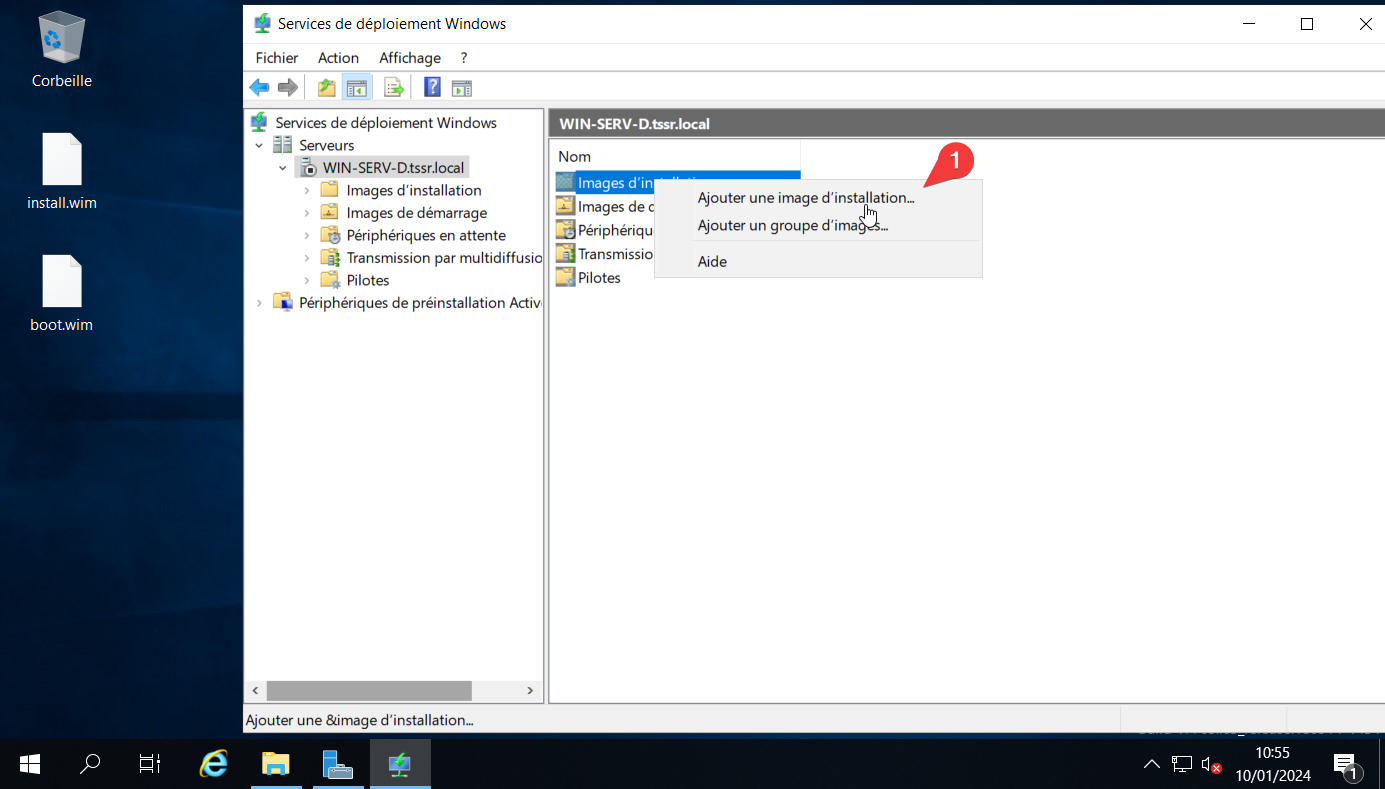 Corbeille
install.wim
boot.wim
Services de déploiement Windows
Fichier Action Affichage ?
Services de déploiement Windows
Serveurs
WIN-SERV-D.tssr.local
Images d'installation
Images de démarrage
Périphériques en attente
Transmission par multidiffusio
Pilotes
Périphériques de préinstallation Active
WIN-SERV-D.tssr.local
Nom
Images d'installation
Images de d
Périphériqu
Transmissio
Pilotes
1
Ajouter une image d'installation...
Ajouter un groupe d'images...
Aide
Ajouter une &image d'installation...
10:55
10/01/2024
1